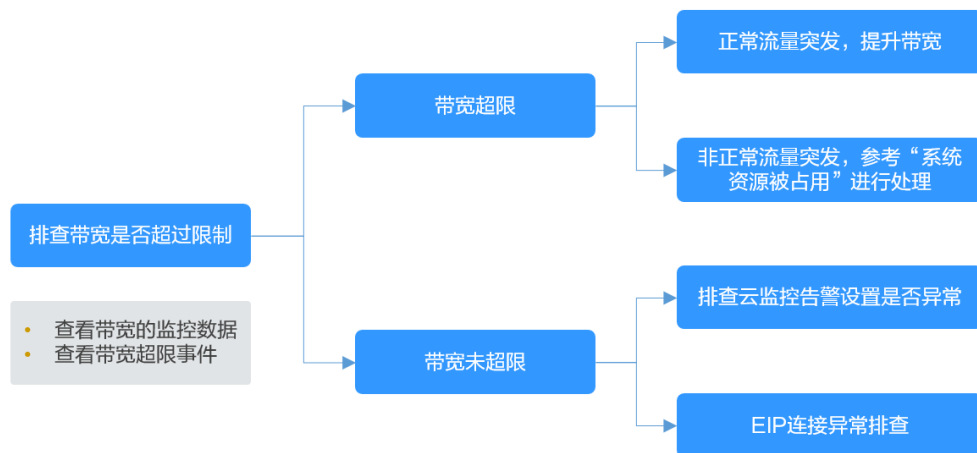 正常流量突发，提升带宽
带宽超限
非正常流量突发，参考“系统
资源被占用”进行处理
排查带宽是否超过限制
排查云监控告警设置是否异常
• 查看带宽的监控数据
• 查看带宽超限事件
带宽未超限
EIP连接异常排查